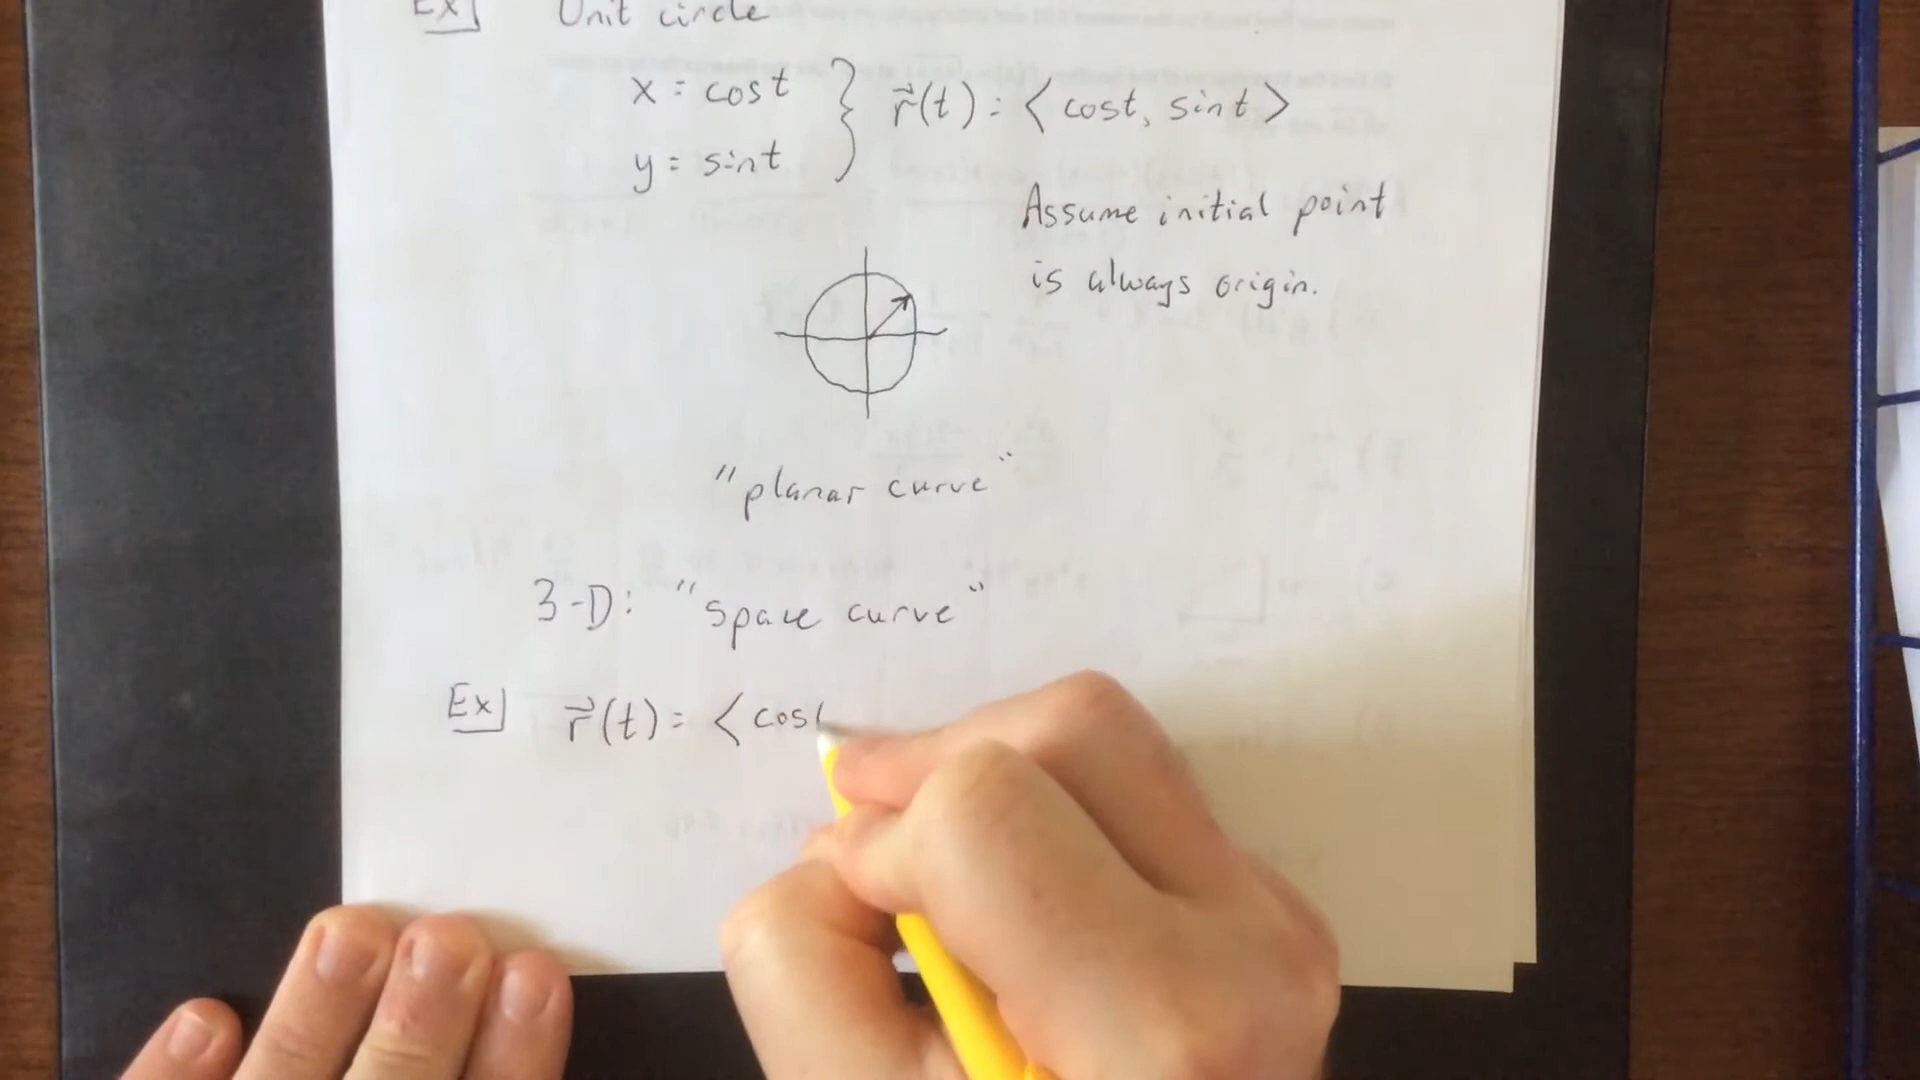 Ex] Unit circle
x = cost
y = sint
} r⃗(t) = <cost, sint>
Assume initial point
is always origin.
"planar curve"
3-D: "space curve"
Ex] r⃗(t) = <cos